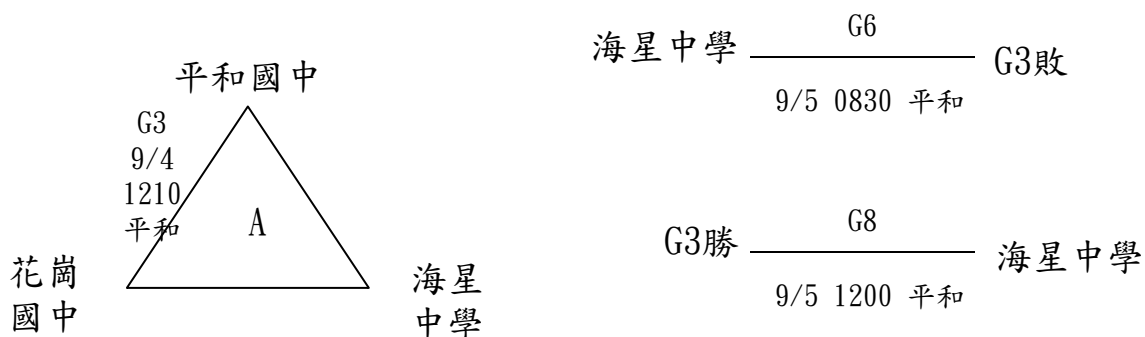 平和國中
G3
9/4
1210
平和
A
花崗
國中
海星
中學
海星中學
G6
9/5 0830 平和
G3敗
G3勝
G8
9/5 1200 平和
海星中學